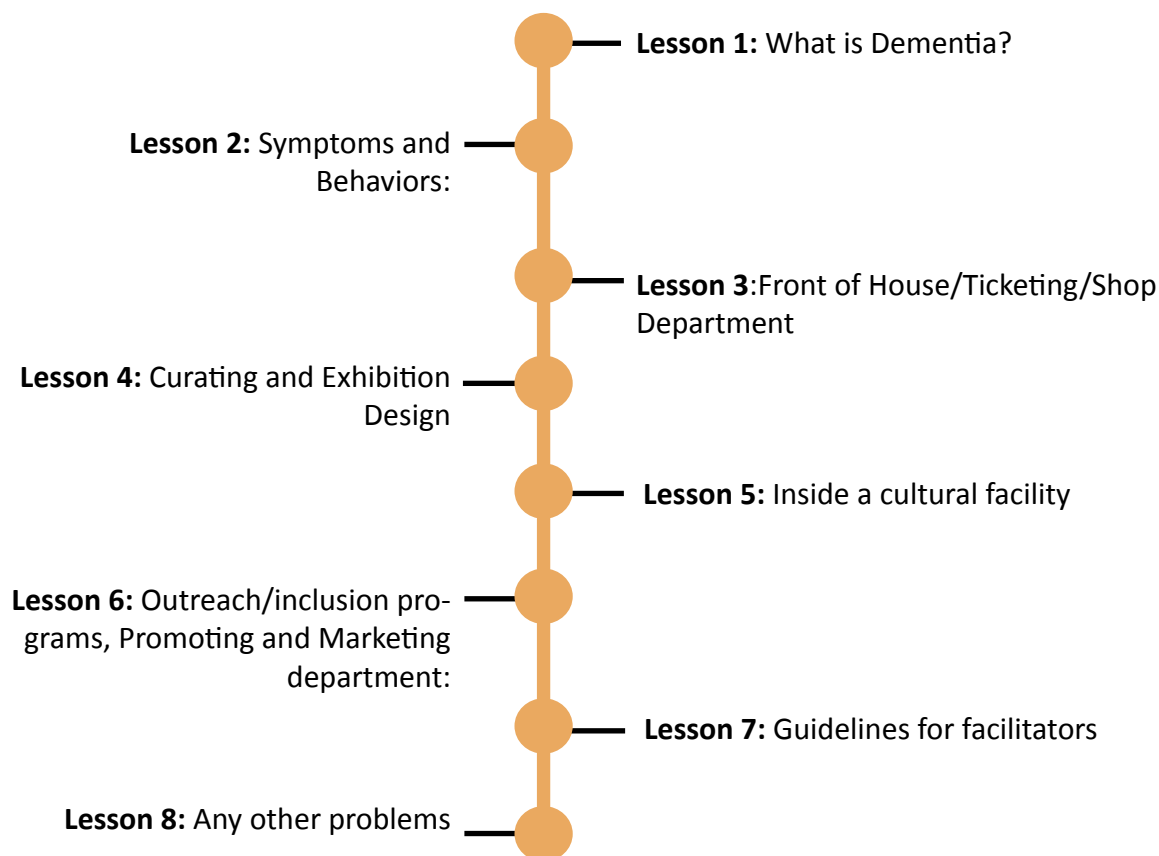 Lesson 1: What is Dementia?
Lesson 2: Symptoms and
Behaviors:
Lesson 3:Front of House/Ticketing/Shop
Department
Lesson 4: Curating and Exhibition
Design
Lesson 5: Inside a cultural facility
Lesson 6: Outreach/inclusion pro-
grams, Promoting and Marketing
department:
Lesson 7: Guidelines for facilitators
Lesson 8: Any other problems